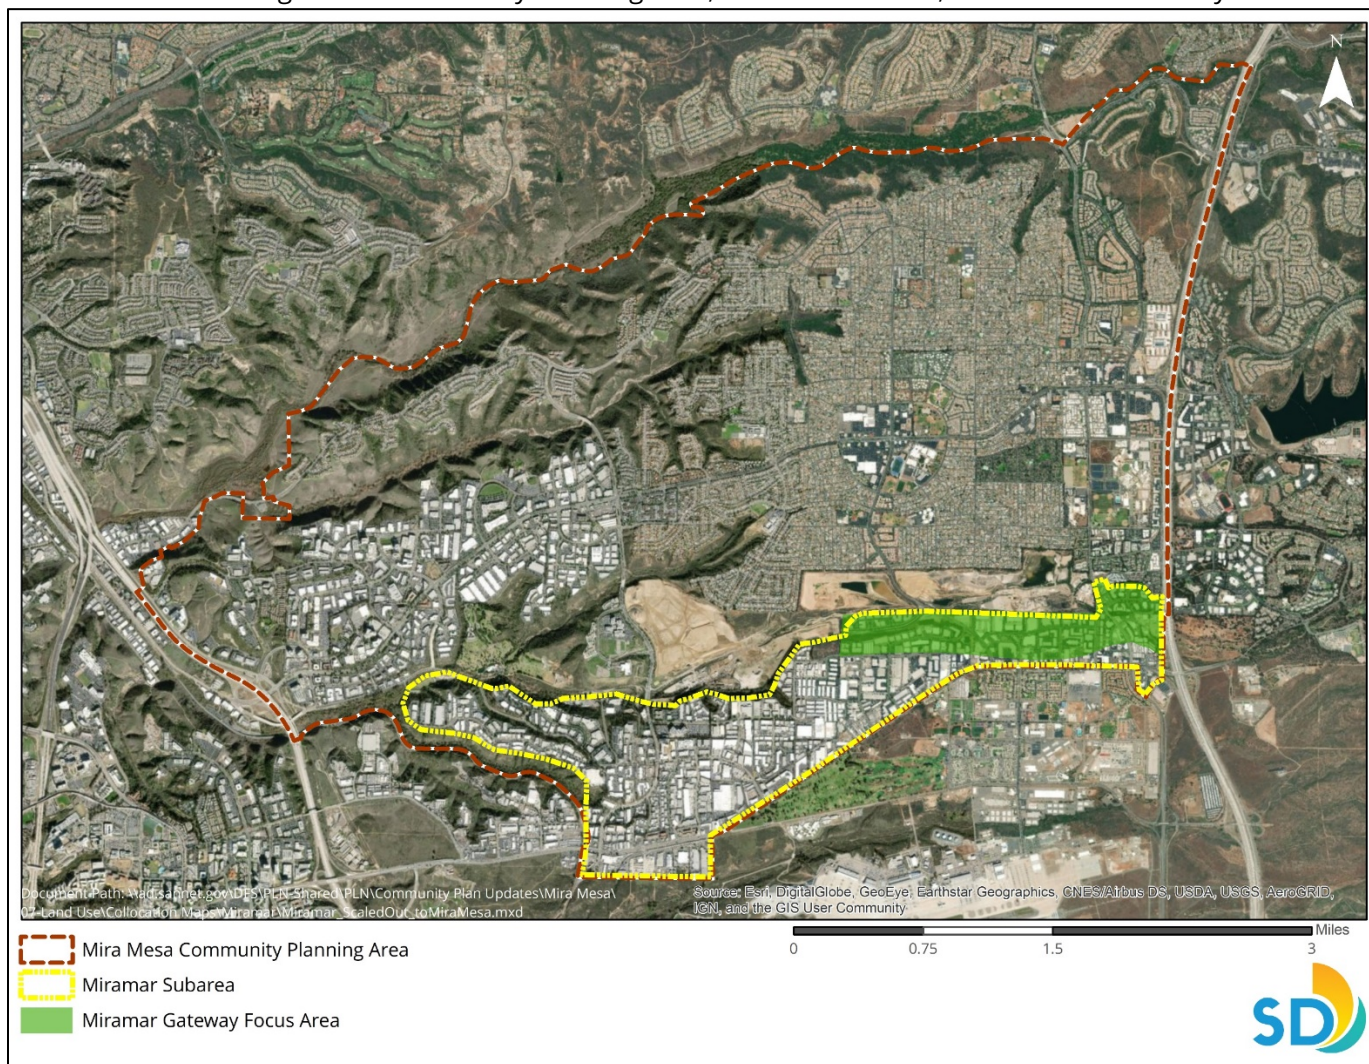 N
Document Path: \\ad.sannet.gov\DFS\PLN-Shared\PLN\Community Plan Updates\Mira Mesa\
07-Land Use\Collocation Maps\Miramar\Miramar_ScaledOut_toMiraMesa.mxd
Source: Esri, DigitalGlobe, GeoEye, Earthstar Geographics, CNES/Airbus DS, USDA, USGS, AeroGRID,
IGN, and the GIS User Community
Miles
0 0.75 1.5 3
Mira Mesa Community Planning Area
Miramar Subarea
Miramar Gateway Focus Area
SD